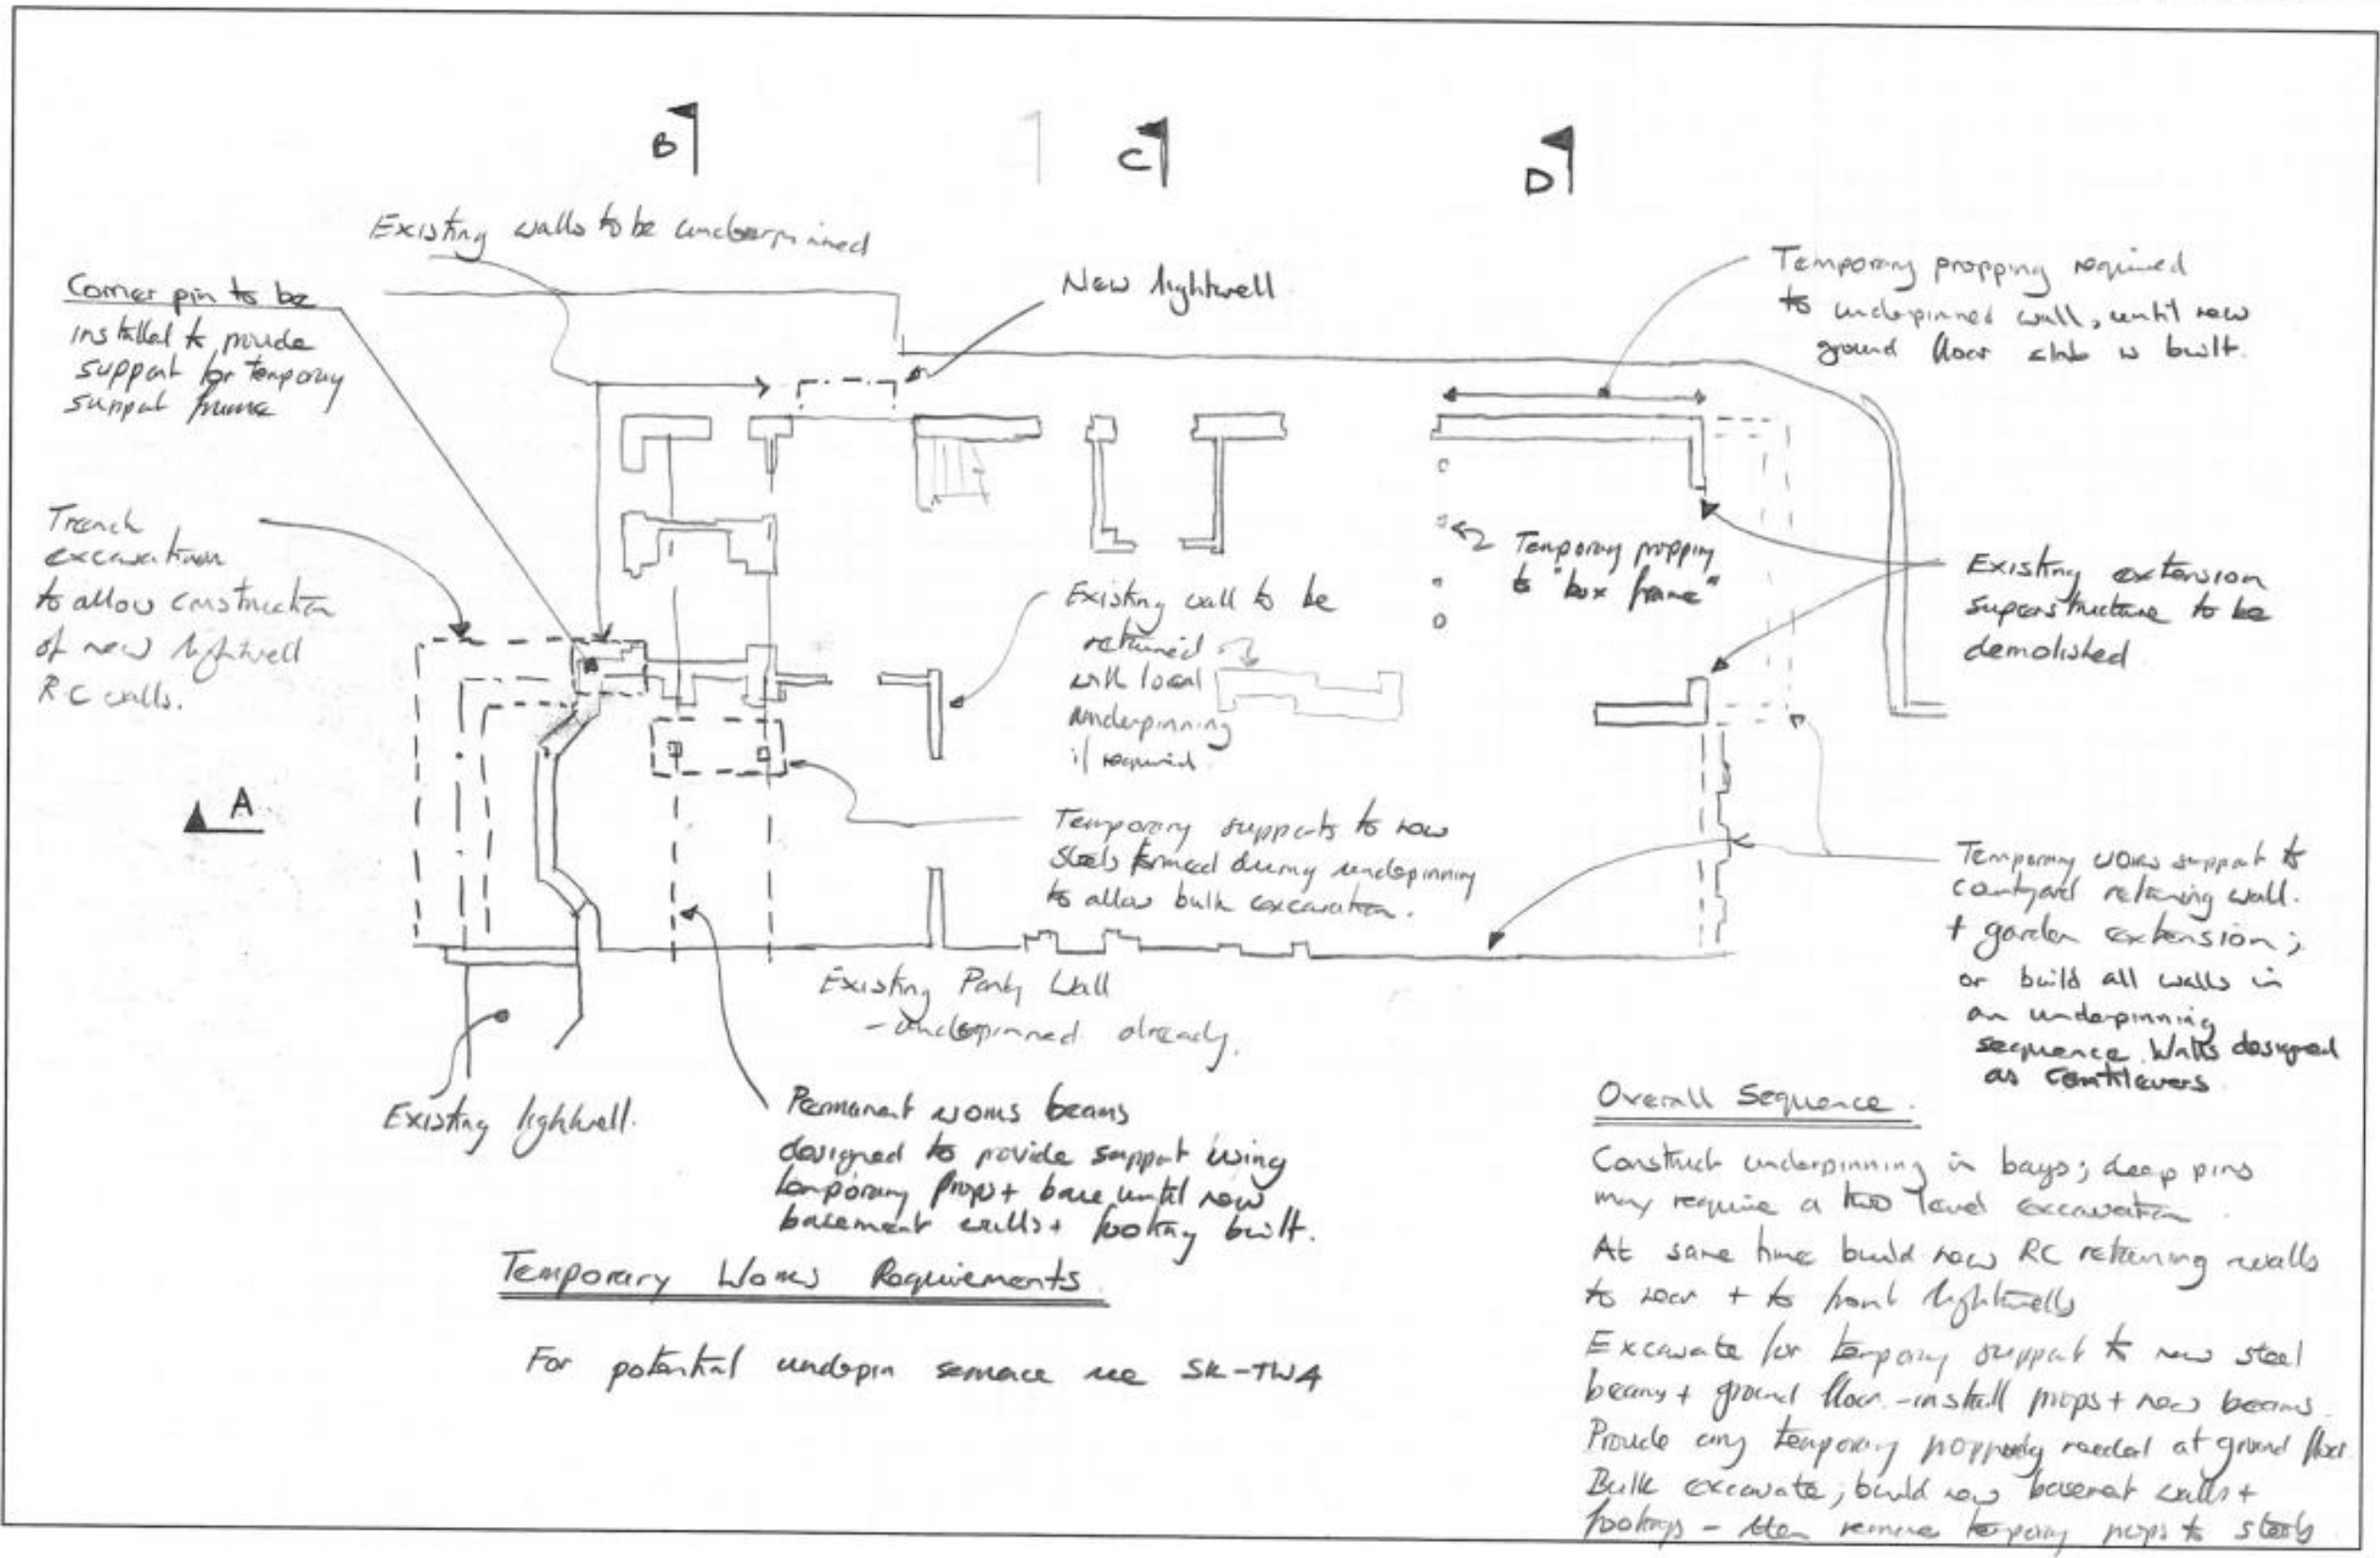 B
C
D
Existing walls to be underpinned
Corner pin to be
installed to provide
support for temporary
support frame
New lightwell
Temporary propping required
to underpinned wall, until new
ground floor slab is built.
Trench
excavation
to allow construction
of new lightwell
RC walls.
Temporary propping
to "box frame"
Existing extension
superstructure to be
demolished
Existing wall to be
retained
with local
underpinning
if required.
A
Temporary supports to new
steels formed during underpinning
to allow bulk excavation.
Temporary works support to
courtyard retaining wall.
+ garden extension;
or build all walls in
an underpinning
sequence. Walls designed
as cantilevers.
Existing Party Wall
- underpinned already.
Existing lightwell.
Permanent works beams
designed to provide support using
temporary props + base until new
basement walls + footing built.
Temporary Works Requirements.
For potential underpin sequence see SK-TW4
Overall Sequence.
Construct underpinning in bays; deep pins
may require a two level excavation.
At same time build new RC retaining walls
to rear + to front lightwells
Excavate for temporary support to new steel
beams + ground floor. - install props + new beams.
Provide any temporary propping needed at ground floor
Bulk excavate; build new basement walls +
footings - then remove temporary props to steels